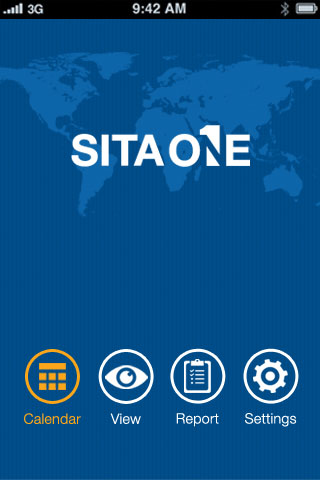 3G 9:42 AM
SITA ONE
Calendar View Report Settings